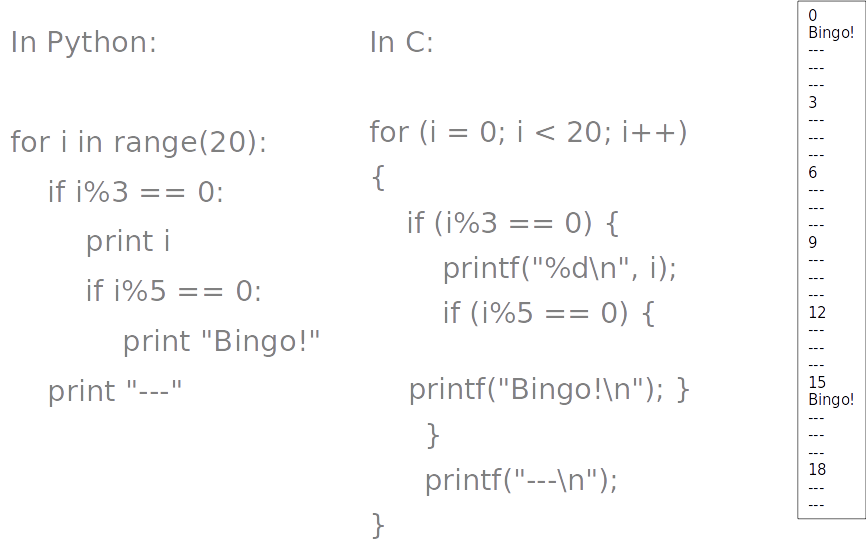 In Python:
for i in range(20):
if i%3 == 0:
print i
if i%5 == 0:
print "Bingo!"
print "---"
In C:
for (i = 0; i < 20; i++)
{
if (i%3 == 0) {
printf("%d\n", i);
if (i%5 == 0) {
printf("Bingo!\n"); }
}
printf("---\n");
}
0
Bingo!
---
---
---
3
---
---
---
6
---
---
---
9
---
---
---
12
---
---
---
15
Bingo!
---
---
---
18
---
---